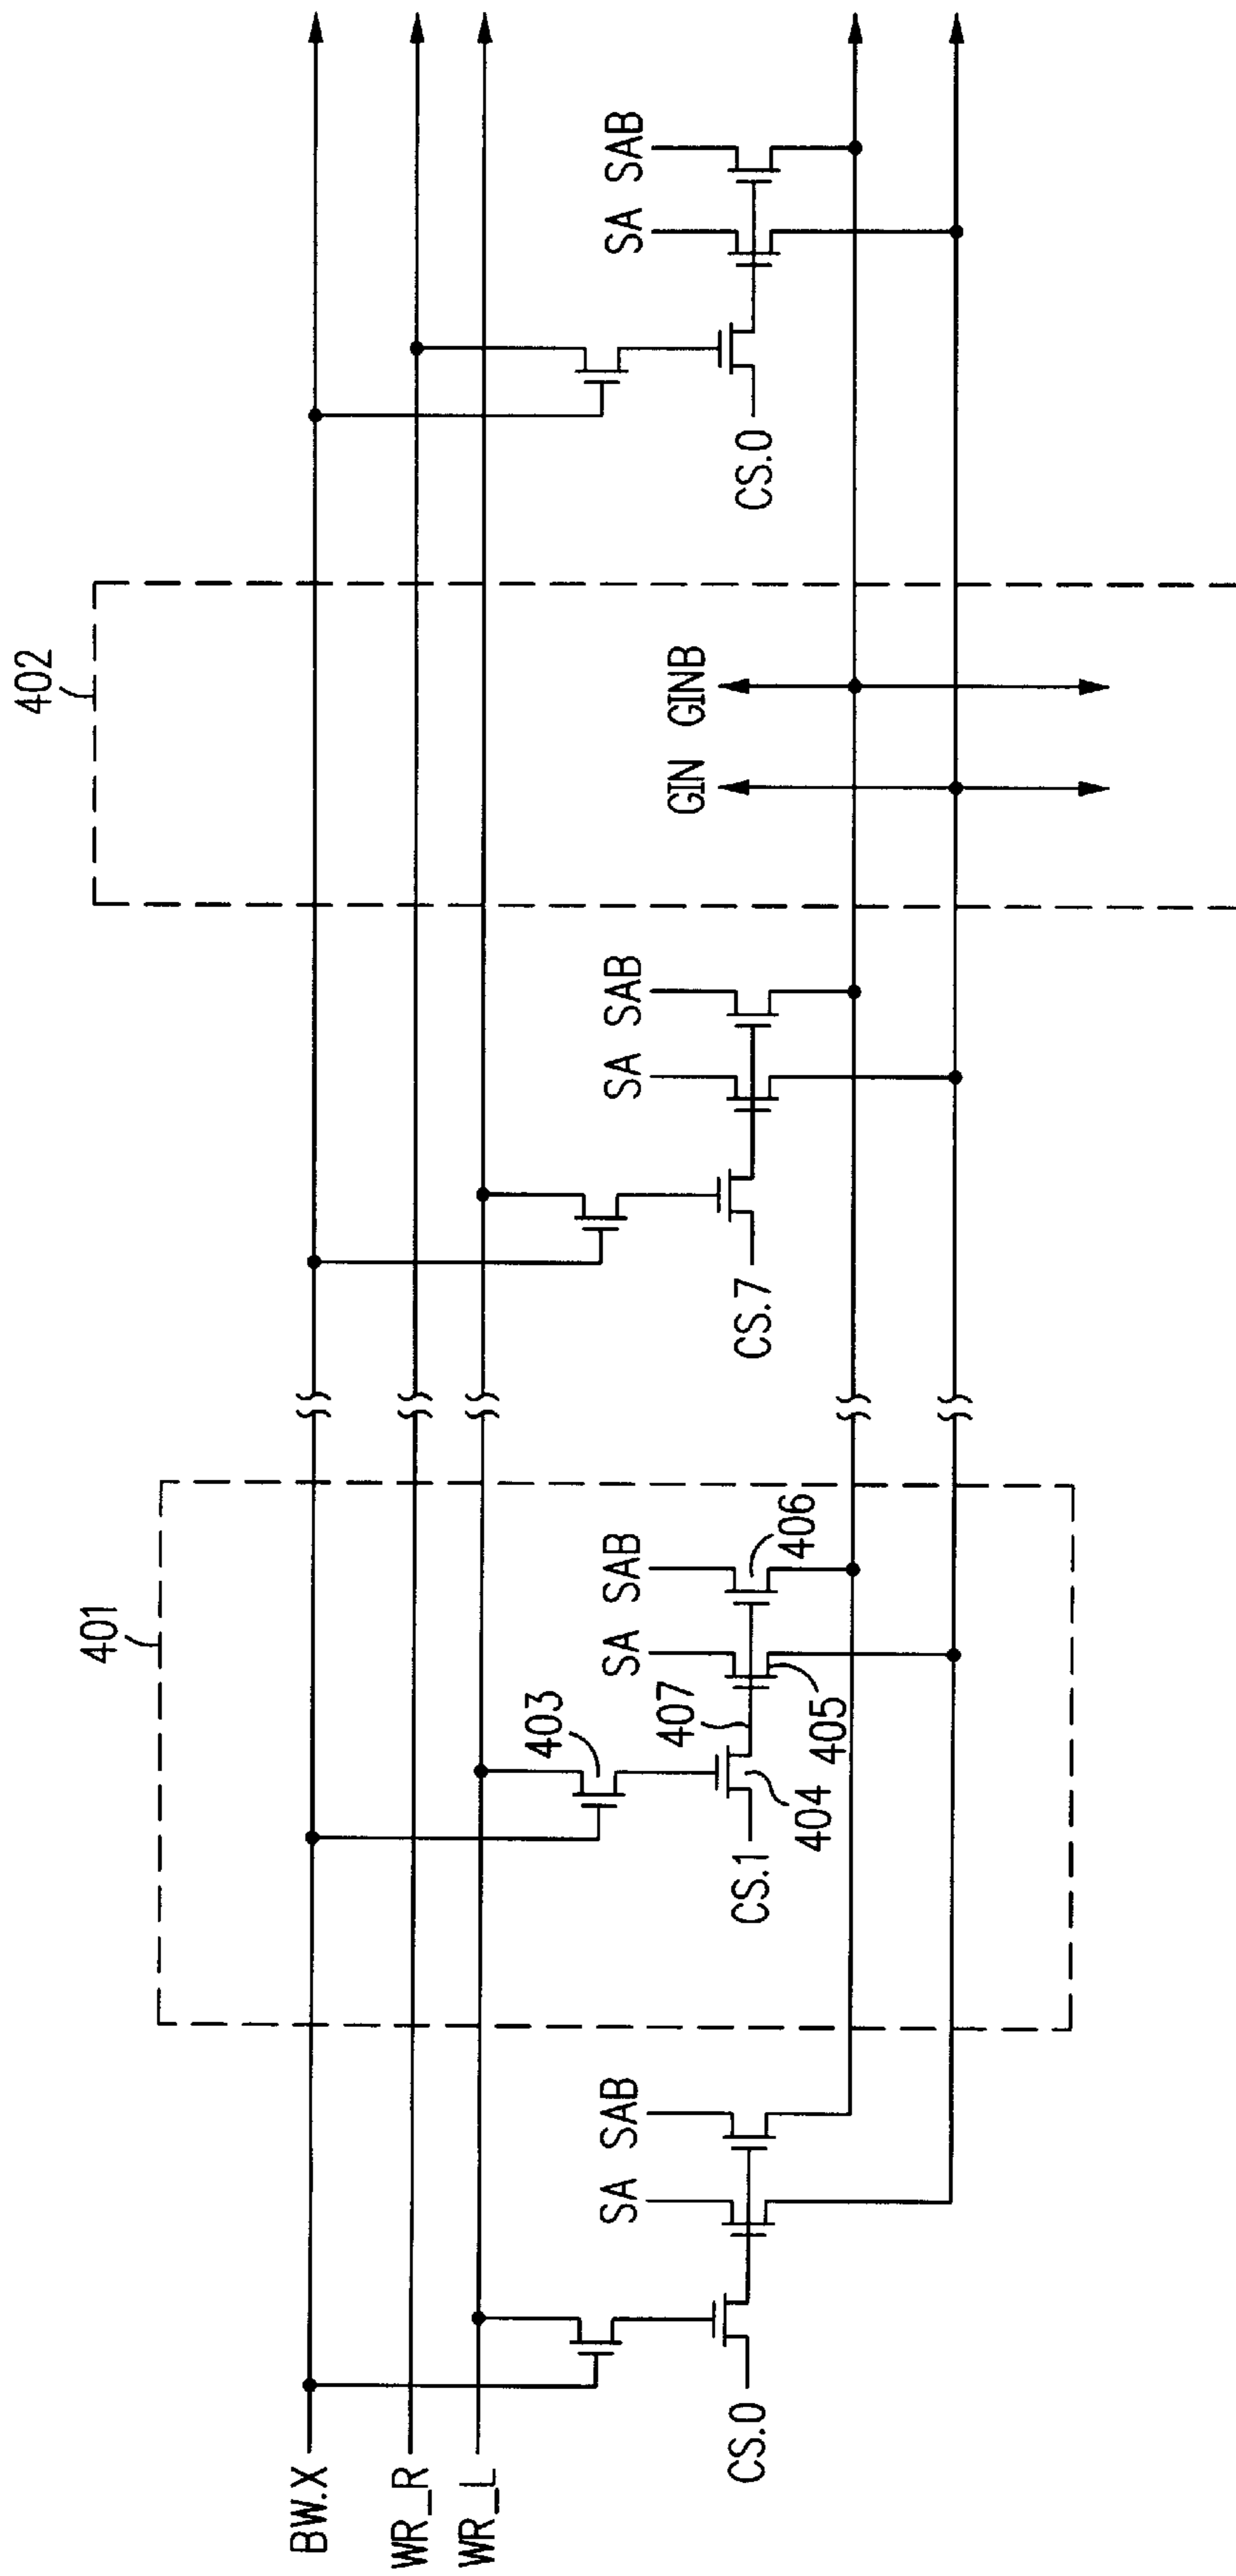 402
401
BW.X
WR_R
WR_L
403
SA SAB
SA SAB
SA SAB
SA SAB
GIN GINB
407
406
405
404
CS.0
CS.1
CS.7
CS.0